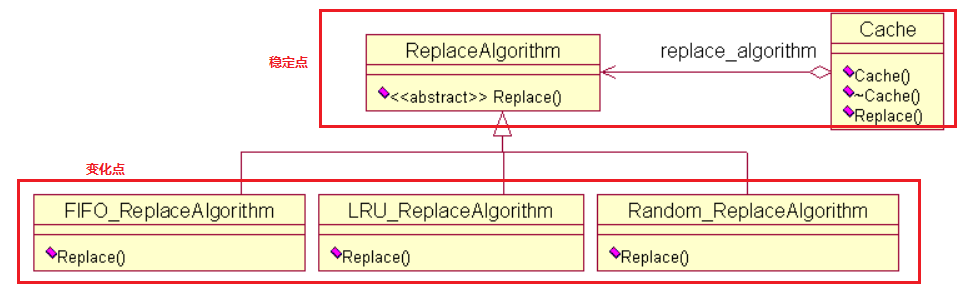 Cache
ReplaceAlgorithm
replace_algorithm
稳定点
Cache()
~Cache()
Replace()
<<abstract>> Replace()
变化点
FIFO_ReplaceAlgorithm
LRU_ReplaceAlgorithm
Random_ReplaceAlgorithm
Replace()
Replace()
Replace()